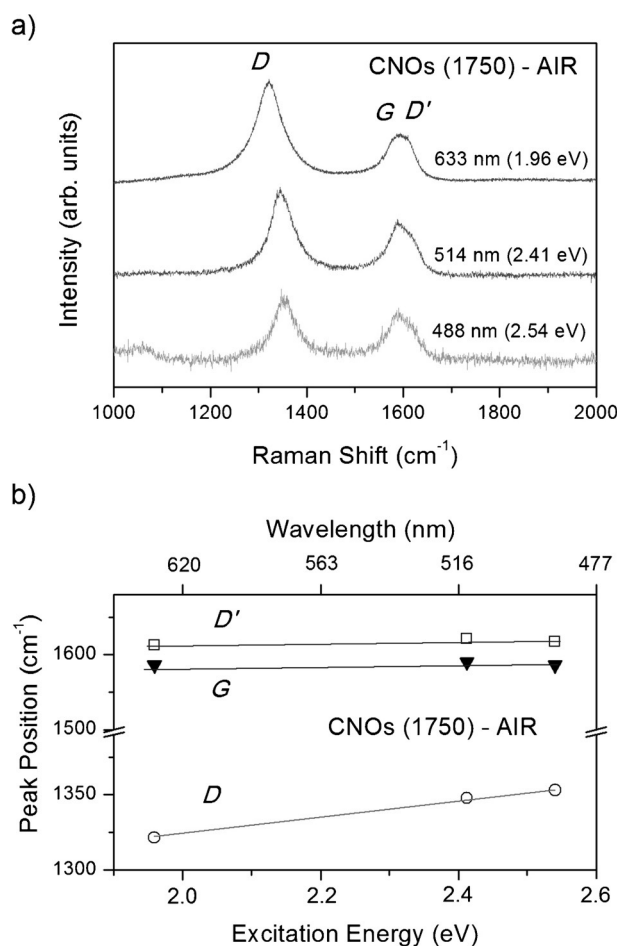 a)
D
CNOs (1750) - AIR
G D'
633 nm (1.96 eV)
514 nm (2.41 eV)
488 nm (2.54 eV)
Intensity (arb. units)
1000 1200 1400 1600 1800 2000
Raman Shift (cm⁻¹)
b)
Wavelength (nm)
620 563 516 477
D'
1600
G
1500
CNOs (1750) - AIR
D
1350
1300
Peak Position (cm⁻¹)
2.0 2.2 2.4 2.6
Excitation Energy (eV)